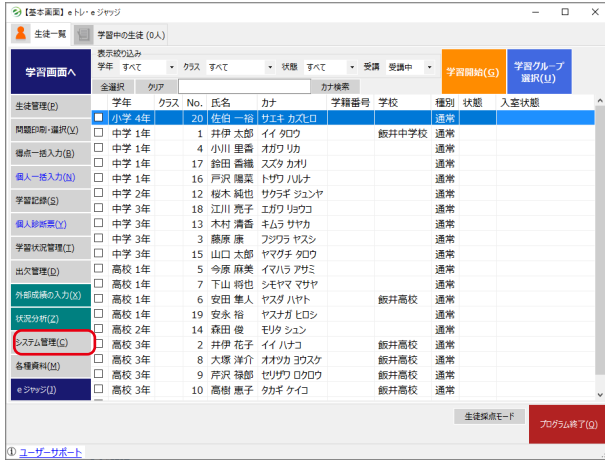 【基本画面】eトレ・eジャッジ
生徒一覧 学習中の生徒 (0人)
学習画面へ
表示絞り込み
学年 すべて クラス すべて 状態 すべて 受講 受講中
学習開始(G)
学習グループ
選択(U)
全選択 クリア カナ検索
学年 クラス No. 氏名 カナ 学籍番号 学校 種別 状態 入室状態
小学 4年 20 佐伯 一裕 サエキ カズヒロ 通常
中学 1年 1 井伊 太郎 イイ タロウ 飯井中学校 通常
中学 1年 4 小川 里香 オガワ リカ 通常
中学 1年 17 鈴田 香織 スズタ カオリ 通常
中学 1年 16 戸沢 陽菜 トザワ ハルナ 通常
中学 2年 12 桜木 純也 サクラギ ジュンヤ 通常
中学 3年 18 江川 亮子 エガワ リョウコ 通常
中学 3年 13 木村 清香 キムラ サヤカ 通常
中学 3年 3 藤原 康 フジワラ ヤスシ 通常
中学 3年 15 山口 太郎 ヤマグチ タロウ 通常
高校 1年 5 今原 麻美 イマハラ アサミ 通常
高校 1年 7 下山 将也 シモヤマ マサヤ 通常
高校 1年 6 安田 隼人 ヤスダ ハヤト 飯井高校 通常
高校 1年 19 安永 裕 ヤスナガ ヒロシ 通常
高校 2年 14 森田 俊 モリタ シュン 通常
高校 3年 2 井伊 花子 イイ ハナコ 飯井高校 通常
高校 3年 8 大塚 洋介 オオツカ ヨウスケ 飯井高校 通常
高校 3年 9 芹沢 禄郎 セリザワ ロクロウ 飯井高校 通常
高校 3年 10 高樹 恵子 タカギ ケイコ 飯井高校 通常
生徒管理(P)
問題印刷・選択(V)
得点一括入力(B)
個人一括入力(N)
学習記録(S)
個人診断票(Y)
学習状況管理(T)
出欠管理(D)
外部成績の入力(X)
状況分析(Z)
システム管理(C)
各種資料(M)
eジャッジ(J)
生徒採点モード
プログラム終了(Q)
ユーザーサポート